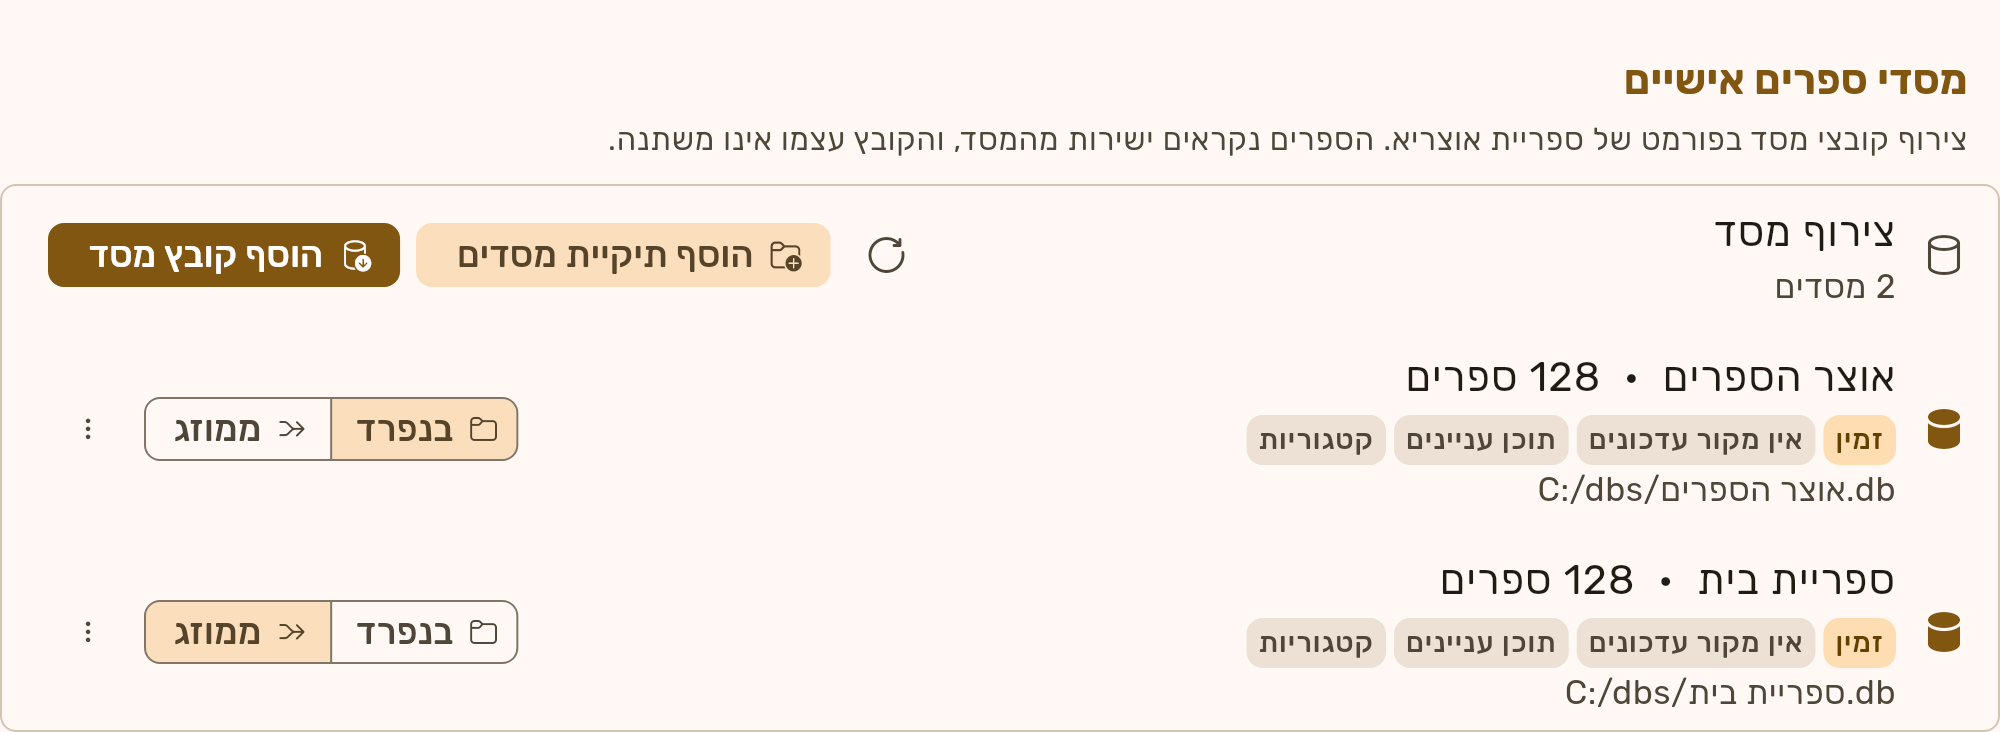 מסדי ספרים אישיים
צירוף קובצי מסד בפורמט של ספריית אוצריא. הספרים נקראים ישירות מהמסד, והקובץ עצמו אינו משתנה.
צירוף מסד
2 מסדים
הוסף תיקיית מסדים
הוסף קובץ מסד
אוצר הספרים • 128 ספרים
זמין אין מקור עדכונים תוכן עניינים קטגוריות
C:/dbs/אוצר הספרים.db
בנפרד ממוזג
ספריית בית • 128 ספרים
זמין אין מקור עדכונים תוכן עניינים קטגוריות
C:/dbs/ספריית בית.db
בנפרד ממוזג